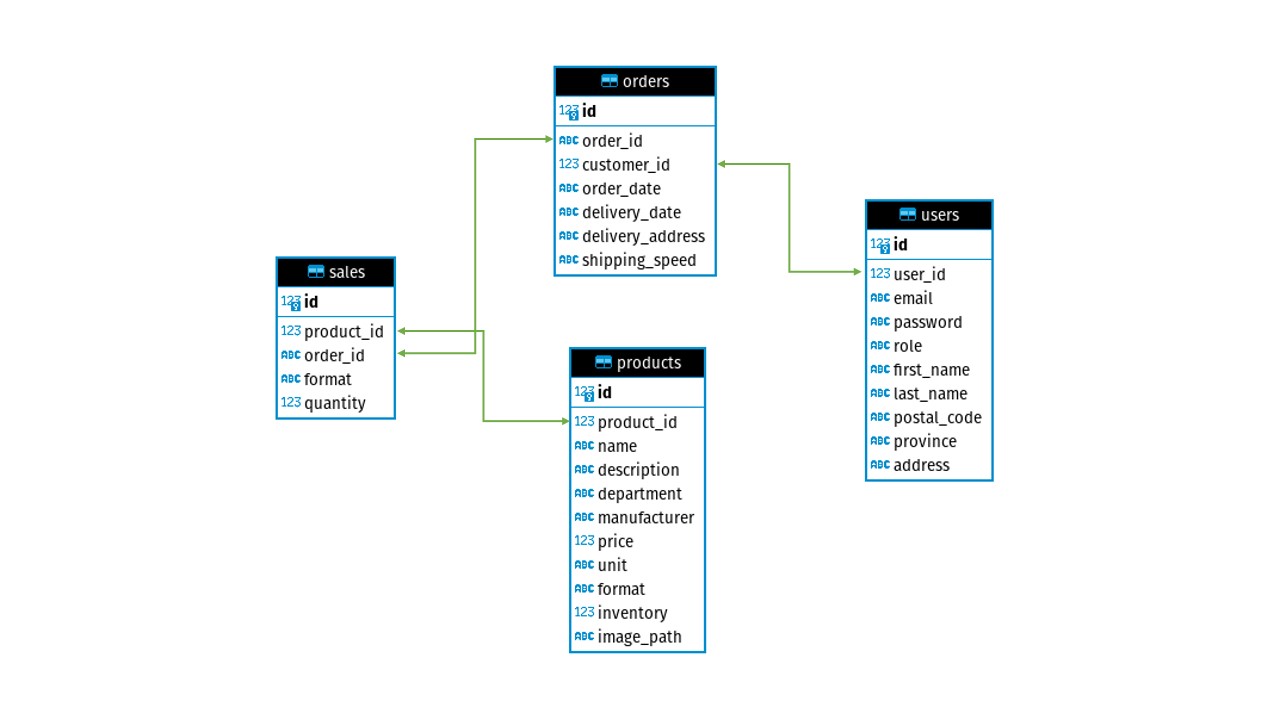 orders
123 id
ABC order_id
123 customer_id
ABC order_date
ABC delivery_date
ABC delivery_address
ABC shipping_speed
users
123 id
123 user_id
ABC email
ABC password
ABC role
ABC first_name
ABC last_name
ABC postal_code
ABC province
ABC address
sales
123 id
123 product_id
ABC order_id
ABC format
123 quantity
products
123 id
123 product_id
ABC name
ABC description
ABC department
ABC manufacturer
123 price
ABC unit
ABC format
123 inventory
ABC image_path